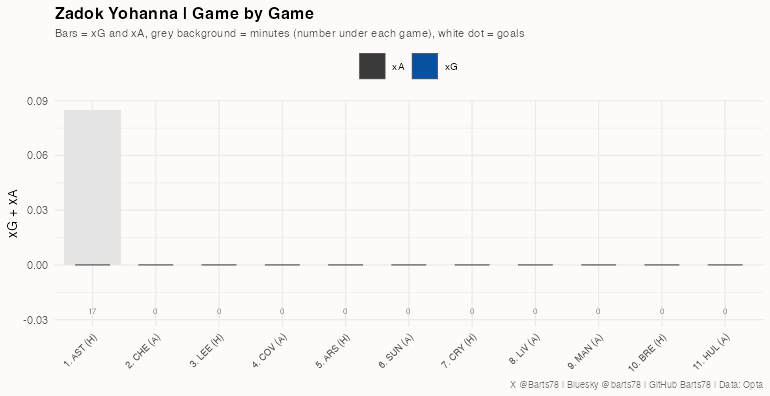 Zadok Yohanna | Game by Game
Bars = xG and xA, grey background = minutes (number under each game), white dot = goals
xA
xG
0.09
0.06
0.03
0.00
-0.03
xG + xA
17 0 0 0 0 0 0 0 0 0 0
1. AST (H)
2. CHE (A)
3. LEE (H)
4. COV (A)
5. ARS (H)
6. SUN (A)
7. CRY (H)
8. LIV (A)
9. MAN (A)
10. BRE (H)
11. HUL (A)
X @Barts78 | Bluesky @barts78 | GitHub Barts78 | Data: Opta